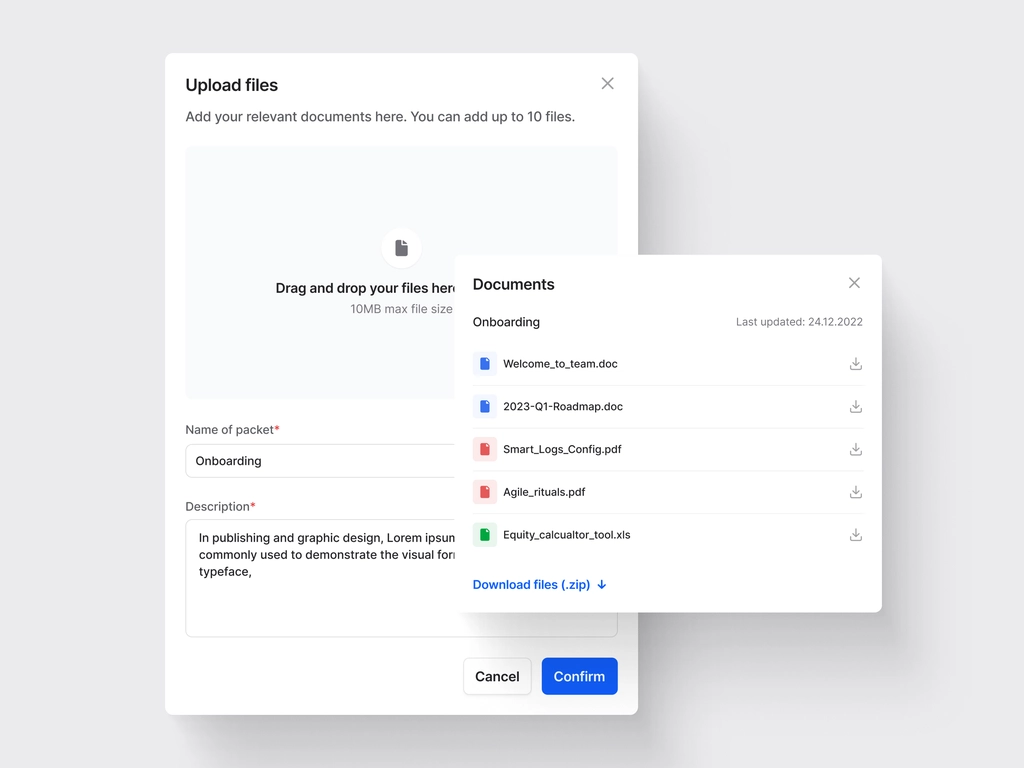 Upload files
Add your relevant documents here. You can add up to 10 files.
Drag and drop your files here
10MB max file size
Name of packet*
Onboarding
Description*
In publishing and graphic design, Lorem ipsum
commonly used to demonstrate the visual
typeface,
Cancel
Confirm
Documents
Onboarding
Last updated: 24.12.2022
Welcome_to_team.doc
2023-Q1-Roadmap.doc
Smart_Logs_Config.pdf
Agile_rituals.pdf
Equity_calcualtor_tool.xls
Download files (.zip)